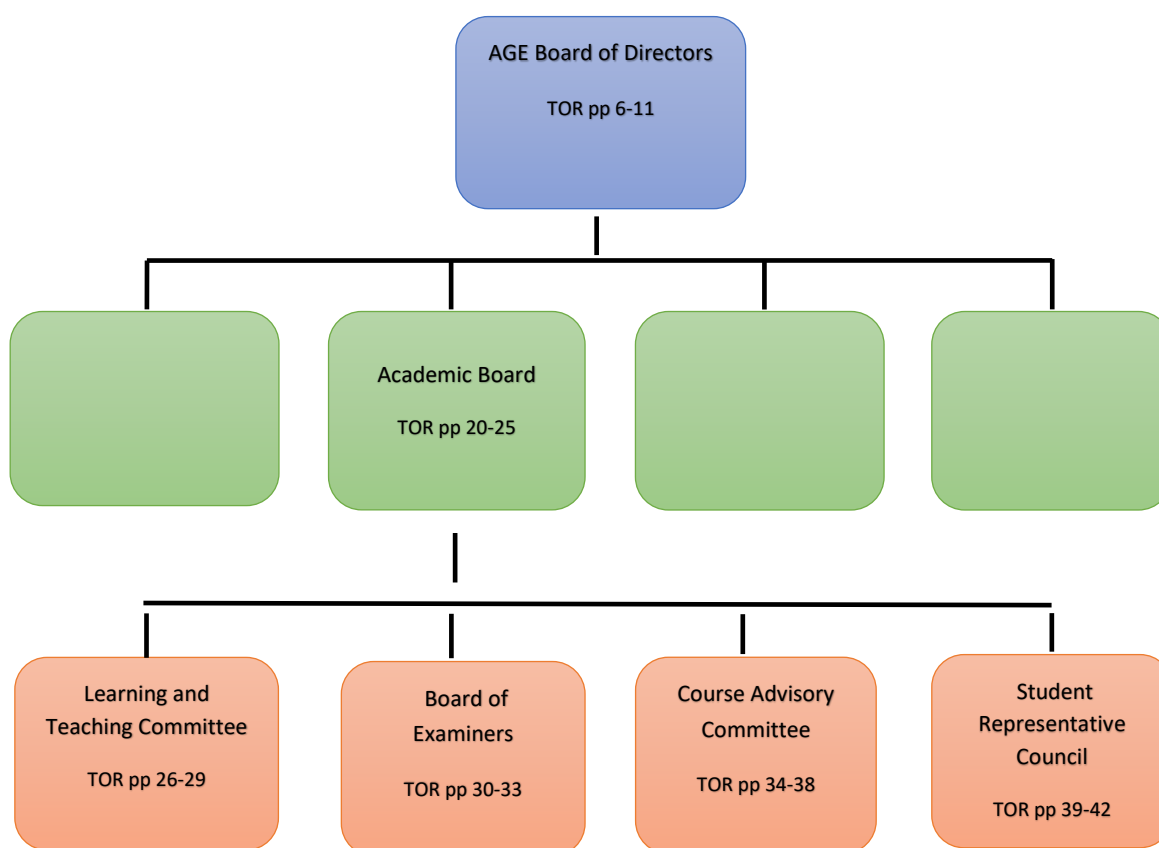 AGE Board of Directors
TOR pp 6-11
Academic Board
TOR pp 20-25
Learning and
Teaching Committee
TOR pp 26-29
Board of
Examiners
TOR pp 30-33
Course Advisory
Committee
TOR pp 34-38
Student
Representative
Council
TOR pp 39-42